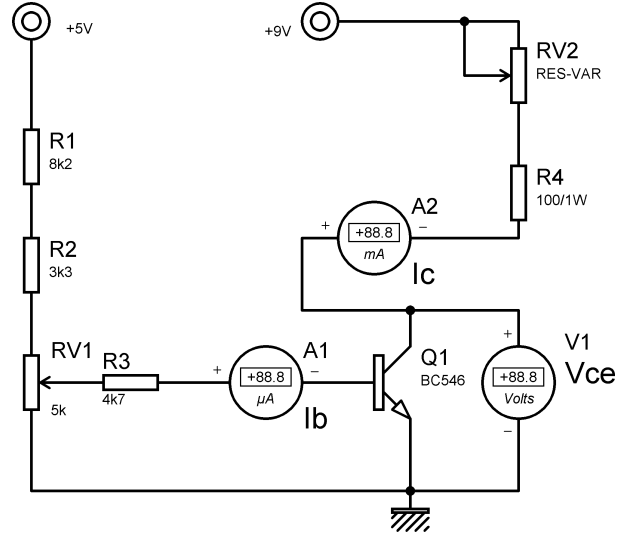 +5V
+9V
RV2
RES-VAR
R1
8k2
R4
100/1W
A2
+
+88.8
mA
−
Ic
R2
3k3
RV1
5k
R3
4k7
A1
+
+88.8
µA
−
Ib
Q1
BC546
V1
Vce
+
+88.8
Volts
−